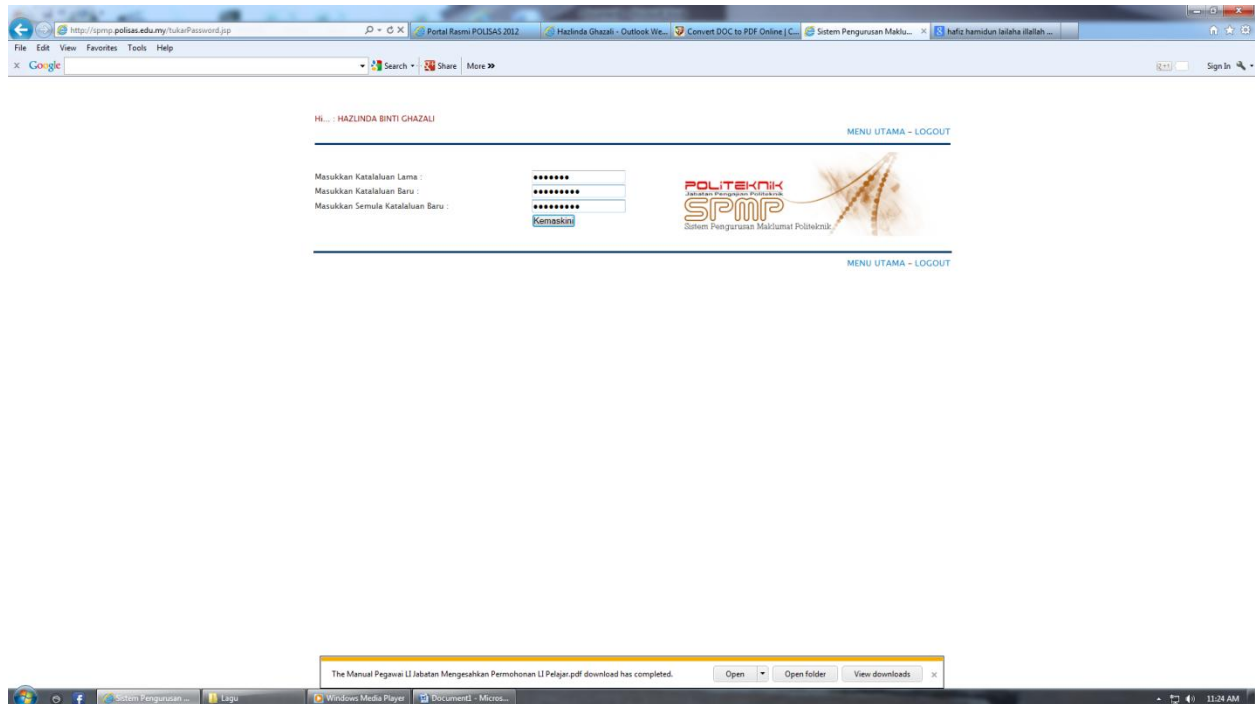 http://spmp.polisas.edu.my/tukarPassword.jsp
Portal Rasmi POLISAS 2012
Hazlinda Ghazali - Outlook We...
Convert DOC to PDF Online | C...
Sistem Pengurusan Maklu...
hafiz hamidun lailaha illallah ...
File Edit View Favorites Tools Help
x Google Search Share More »
Sign In
Hi... : HAZLINDA BINTI GHAZALI
MENU UTAMA - LOGOUT
Masukkan Katalaluan Lama : •••••••
Masukkan Katalaluan Baru : •••••••••
Masukkan Semula Katalaluan Baru : •••••••••
Kemaskini
POLITEKNIK
Jabatan Pengajian Politeknik
SPMP
Sistem Pengurusan Maklumat Politeknik
MENU UTAMA - LOGOUT
The Manual Pegawai LI Jabatan Mengesahkan Permohonan LI Pelajar.pdf download has completed.
Open
Open folder
View downloads
Sistem Pengurusan ...
Lagu
Windows Media Player
Document1 - Micros...
11:24 AM